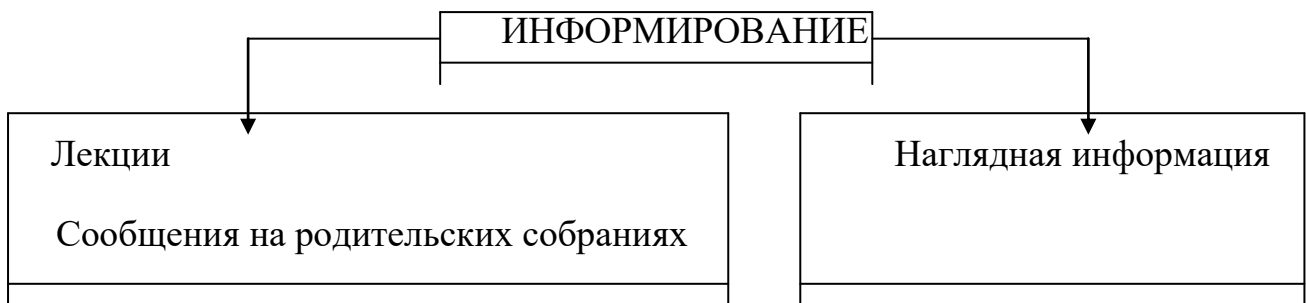 ИНФОРМИРОВАНИЕ
Лекции
Сообщения на родительских собраниях
Наглядная информация